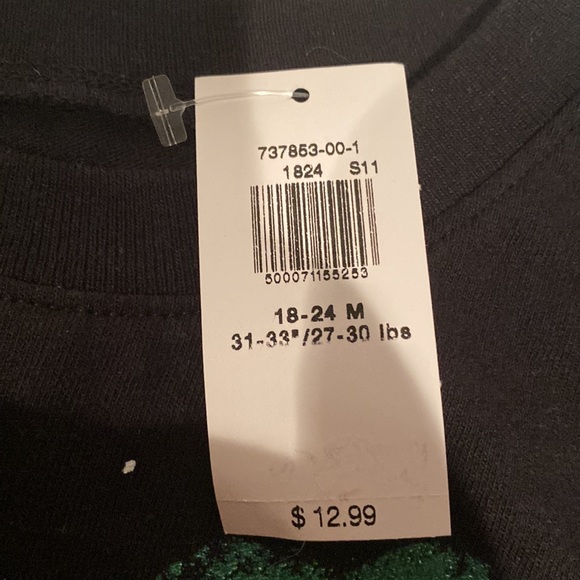 737853-00-1
1824 S11
500071155253
18-24 M
31-33"/27-30 lbs
$ 12.99